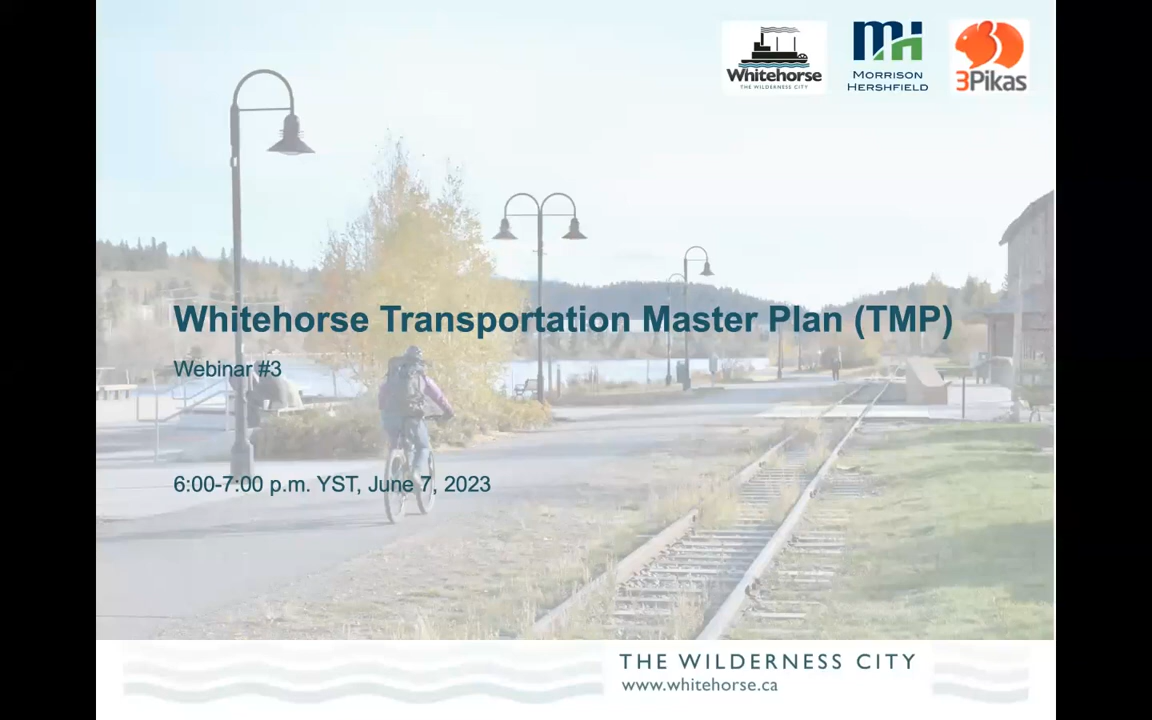 Whitehorse
THE WILDERNESS CITY
MORRISON
HERSHFIELD
3Pikas
Whitehorse Transportation Master Plan (TMP)
Webinar #3
6:00-7:00 p.m. YST, June 7, 2023
THE WILDERNESS CITY
www.whitehorse.ca